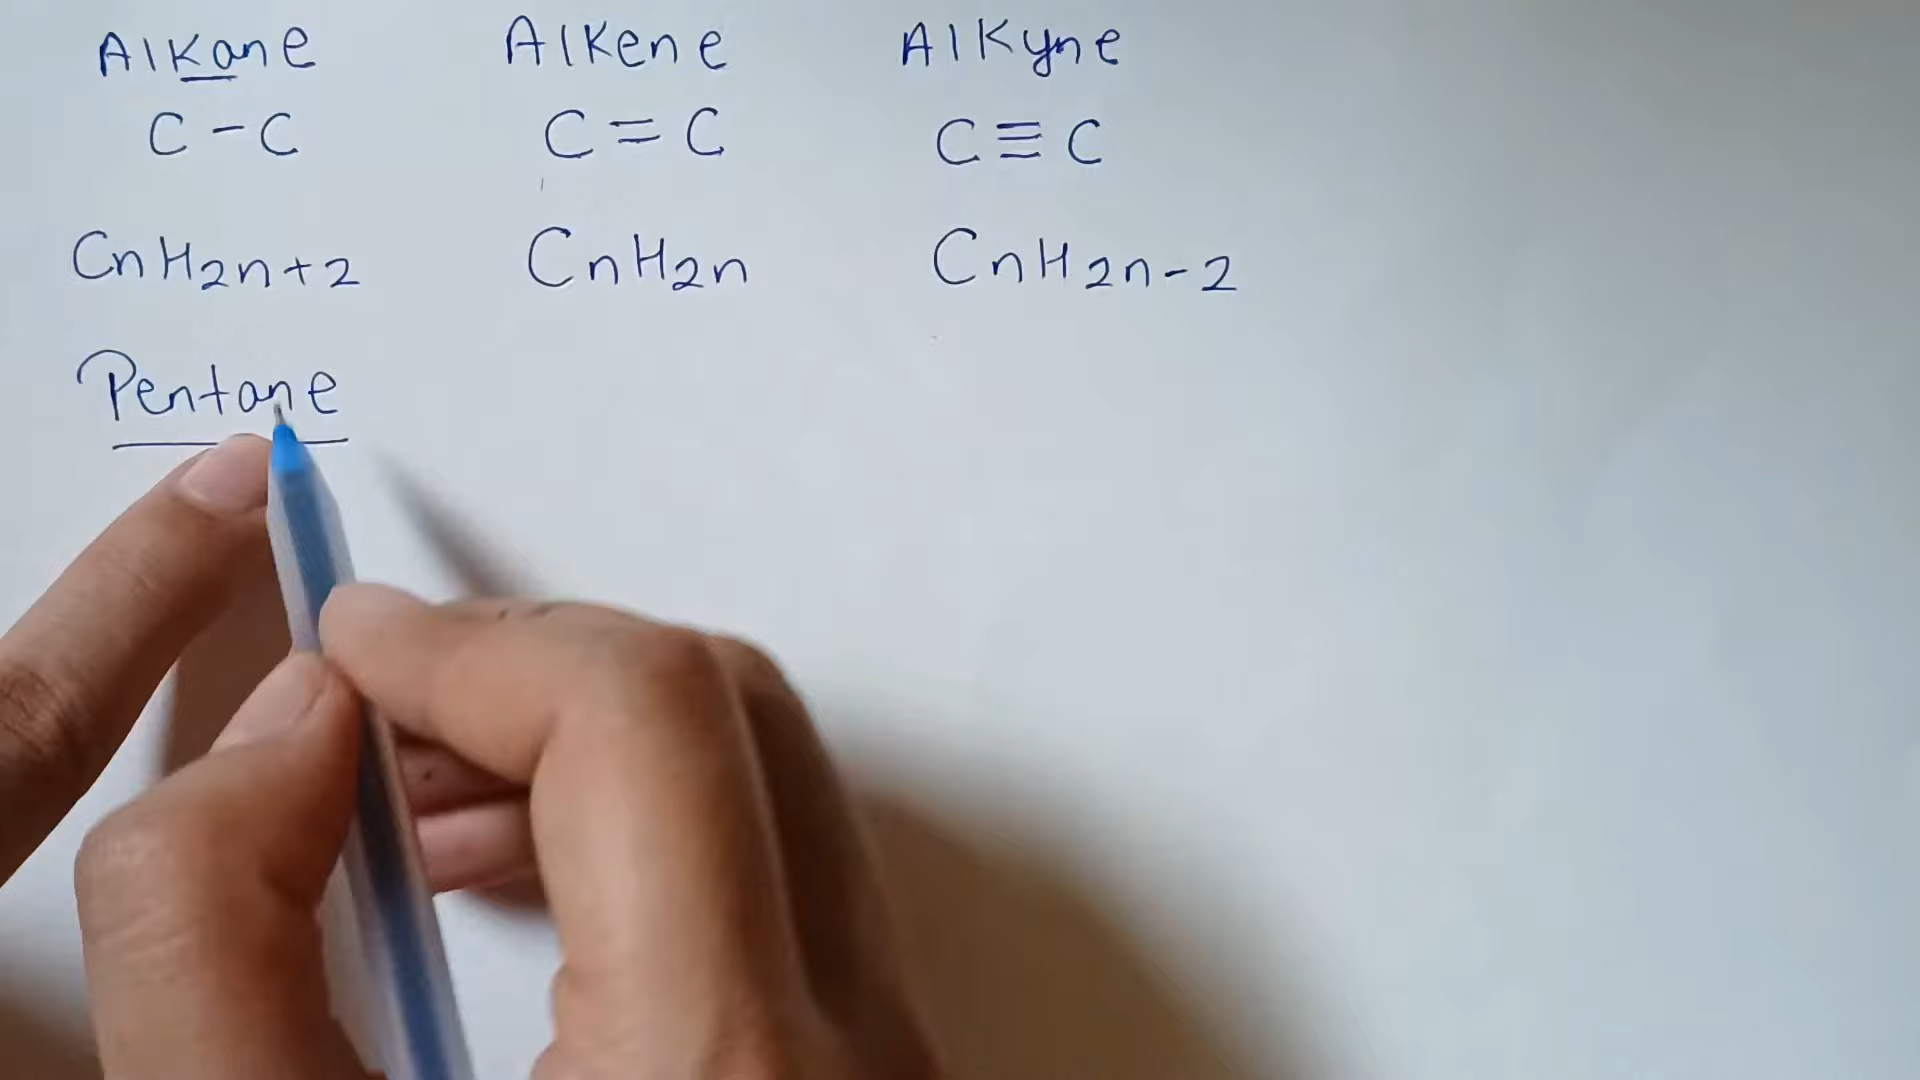 Alkane Alkene Alkyne
C-C C=C C≡C
CnH2n+2 CnH2n CnH2n-2
Pentane